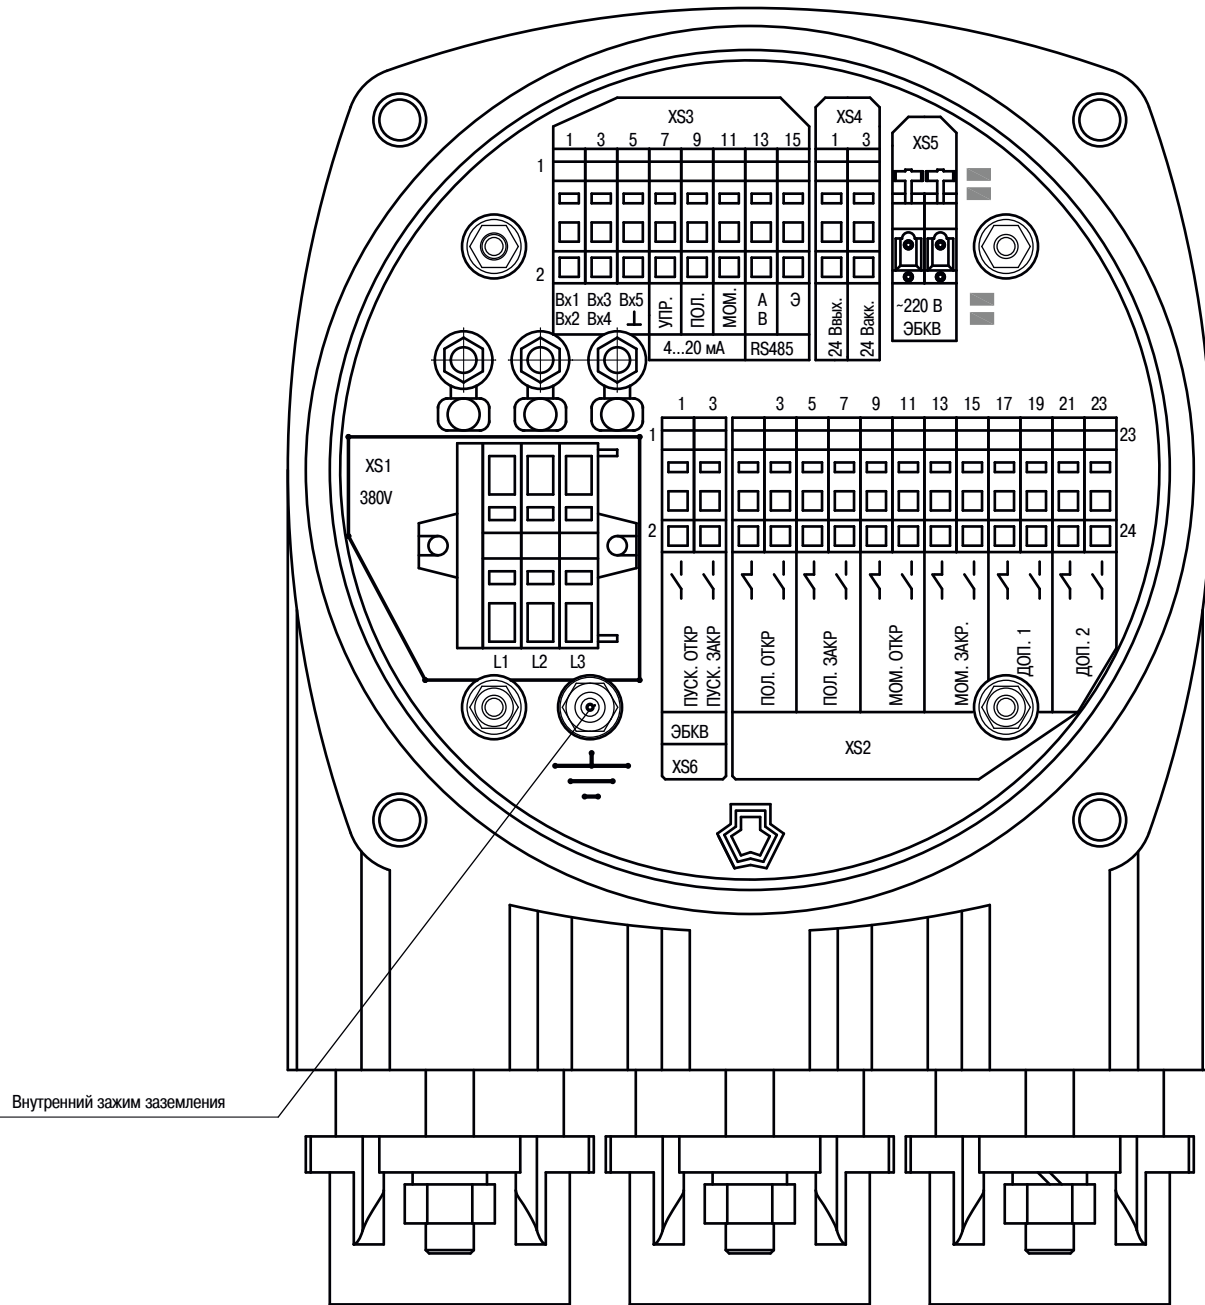 XS3
1 3 5 7 9 11 13 15
1
2
Вх1 Вх3 Вх5
Вх2 Вх4
УПР.
ПОЛ.
МОМ.
А
В
Э
4...20 мА
RS485
XS4
1 3
24 Ввых.
24 Вакк.
XS5
~220 В
ЭБКВ
XS1
380V
L1 L2 L3
1 3
1
2
ПУСК. ОТКР
ПУСК. ЗАКР
ЭБКВ
XS6
3 5 7 9 11 13 15 17 19 21 23
23
24
ПОЛ. ОТКР
ПОЛ. ЗАКР
МОМ. ОТКР
МОМ. ЗАКР.
ДОП. 1
ДОП. 2
XS2
Внутренний зажим заземления